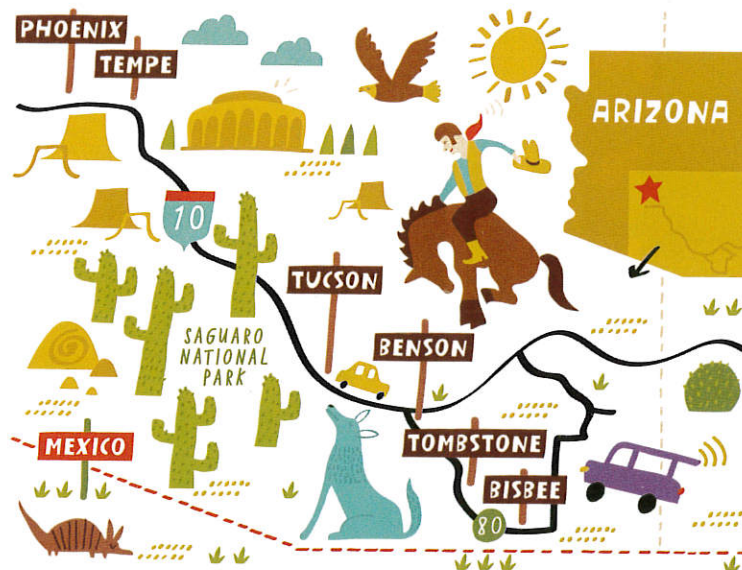 PHOENIX
TEMPE
ARIZONA
10
TUCSON
SAGUARO
NATIONAL
PARK
BENSON
MEXICO
TOMBSTONE
BISBEE
80